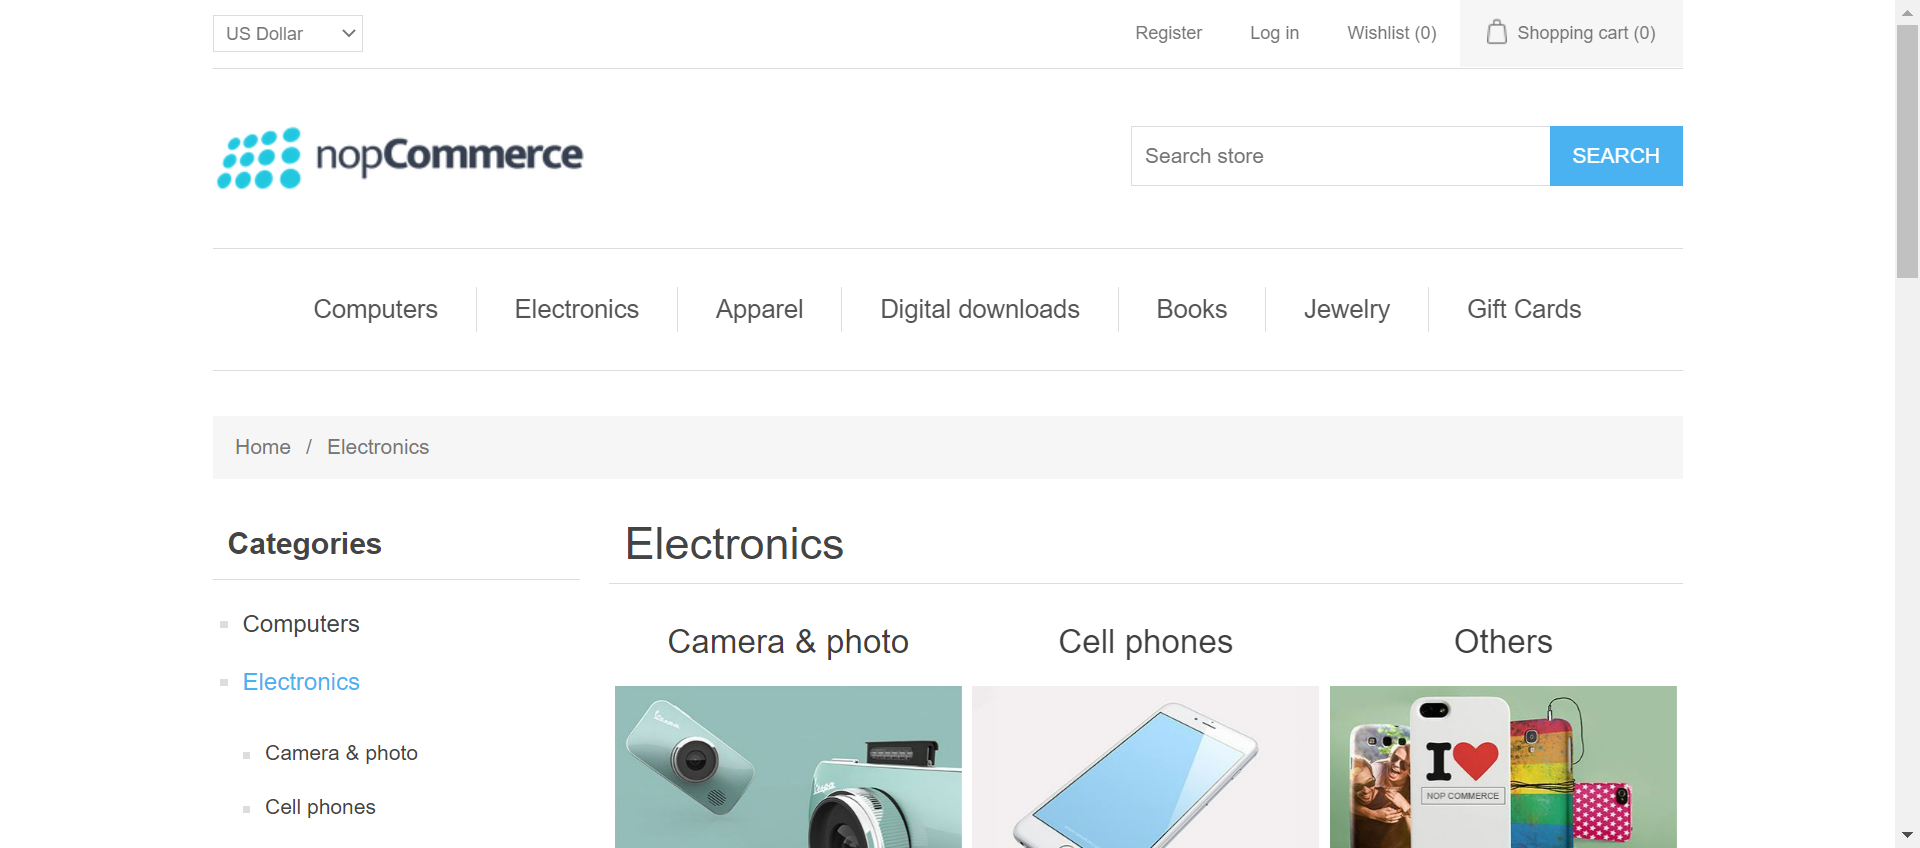 US Dollar
Register
Log in
Wishlist (0)
Shopping cart (0)
nopCommerce
Search store
SEARCH
Computers
Electronics
Apparel
Digital downloads
Books
Jewelry
Gift Cards
Home / Electronics
Categories
Computers
Electronics
Camera & photo
Cell phones
Electronics
Camera & photo
Cell phones
Others
Vespa
Vespa
I
NOP COMMERCE